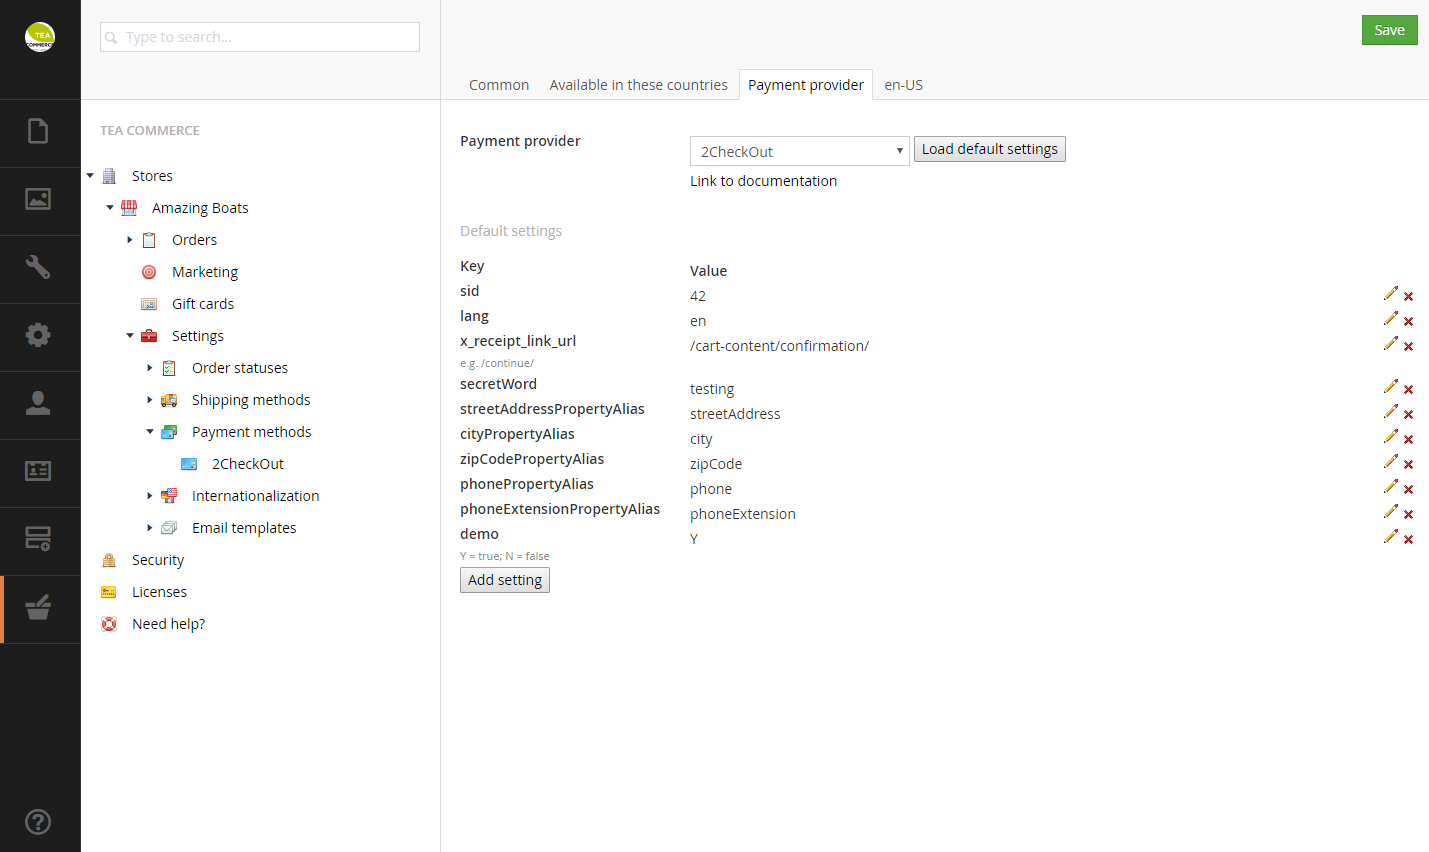 TEA
COMMERCE
Type to search...
Save
Common
Available in these countries
Payment provider
en-US
TEA COMMERCE
Stores
Amazing Boats
Orders
Marketing
Gift cards
Settings
Order statuses
Shipping methods
Payment methods
2CheckOut
Internationalization
Email templates
Security
Licenses
Need help?
Payment provider
2CheckOut
Load default settings
Link to documentation
Default settings
Key Value
sid 42
lang en
x_receipt_link_url /cart-content/confirmation/
e.g. /continue/
secretWord testing
streetAddressPropertyAlias streetAddress
cityPropertyAlias city
zipCodePropertyAlias zipCode
phonePropertyAlias phone
phoneExtensionPropertyAlias phoneExtension
demo Y
Y = true; N = false
Add setting